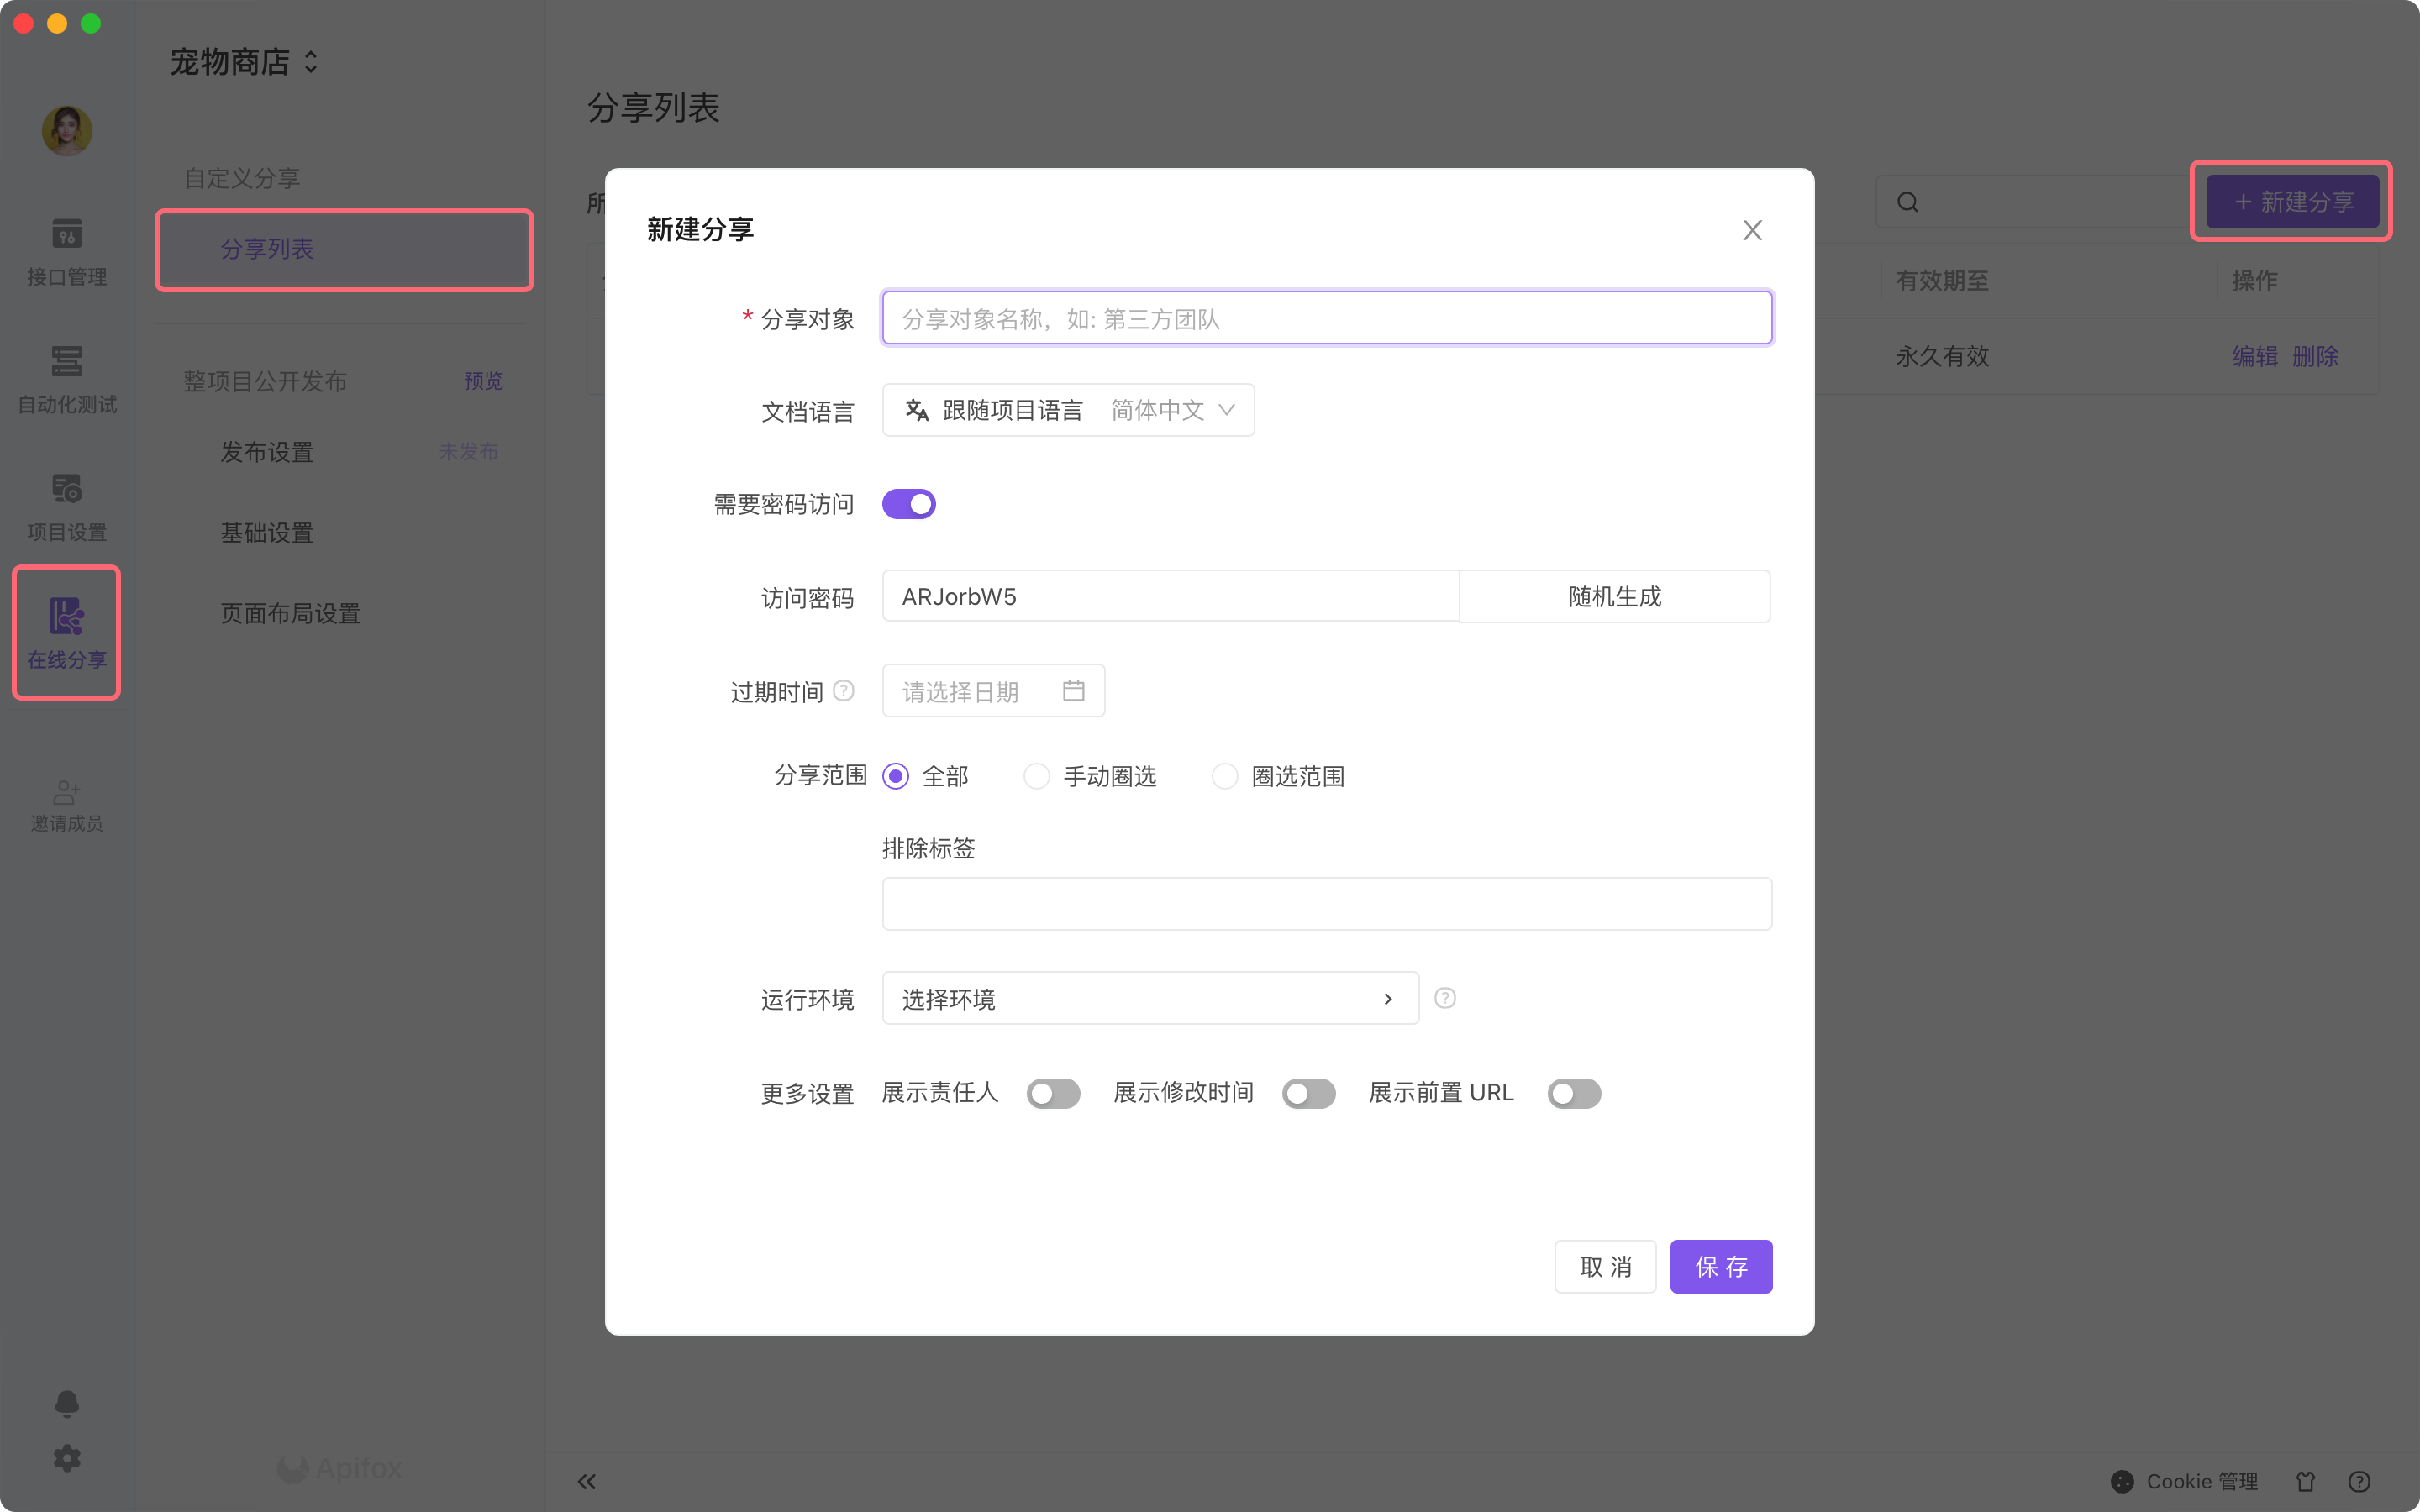 宠物商店
接口管理
自动化测试
项目设置
在线分享
邀请成员
自定义分享
分享列表
整项目公开发布 预览
发布设置 未发布
基础设置
页面布局设置
Apifox
分享列表
所
+ 新建分享
有效期至 操作
永久有效 编辑 删除
新建分享
* 分享对象 分享对象名称，如: 第三方团队
文档语言 跟随项目语言 简体中文
需要密码访问
访问密码 ARJorbW5 随机生成
过期时间 请选择日期
分享范围 全部 手动圈选 圈选范围
排除标签
运行环境 选择环境
更多设置 展示责任人 展示修改时间 展示前置 URL
取 消 保 存
Cookie 管理